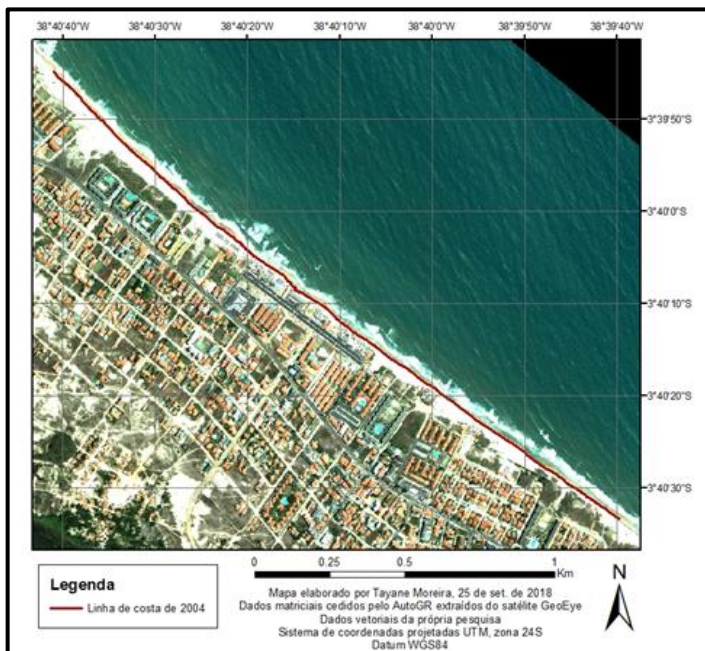 38°40'40"W 38°40'30"W 38°40'20"W 38°40'10"W 38°40'0"W 38°39'50"W 38°39'40"W
3°39'50"S
3°40'0"S
3°40'10"S
3°40'20"S
3°40'30"S
0 0.25 0.5 1
Km
Legenda
Linha de costa de 2004
Mapa elaborado por Tayane Moreira, 25 de set. de 2018
Dados matriciais cedidos pelo AutoGR extraídos do satélite GeoEye
Dados vetoriais da própria pesquisa
Sistema de coordenadas projetadas UTM, zona 24S
Datum WGS84
N